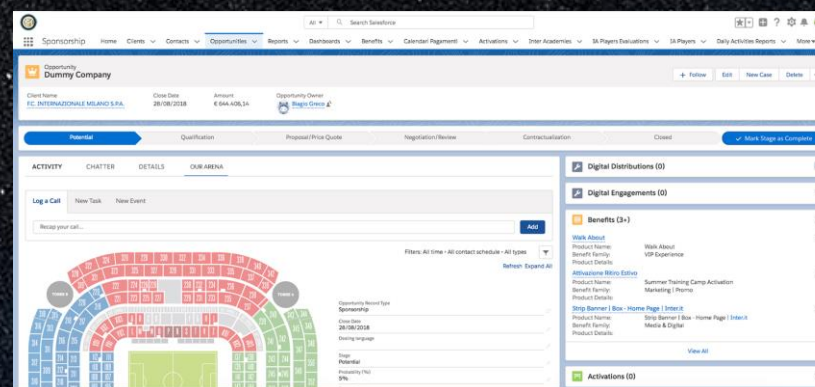 All
Search Salesforce
Sponsorship Home Clients Contacts Opportunities Reports Dashboards Benefits Calendari Pagamenti Activations Inter Academies SA Players Evaluations SA Players Daily Activities Reports More
Opportunity
Dummy Company
+ Follow Edit New Case Delete
Client Name Close Date Amount Opportunity Owner
F.C. INTERNAZIONALE MILANO S.P.A. 28/08/2018 Biagio Greco
Potential Qualification Proposal/Price Quote Negotiation/Review Contractualization Closed Mark Stage as Complete
ACTIVITY CHATTER DETAILS OUR ARENA
Log a Call New Task New Event
Recap your call...
Add
Filters: All time • All contact schedule • All types
Refresh Expand All
Opportunity Record Type
Sponsorship
Close Date
28/08/2018
Dealing language
Stage
Potential
Probability (%)
5%
Digital Distributions (0)
Digital Engagements (0)
Benefits (3+)
Walk About
Product Name: Walk About
Benefit Family: VIP Experience
Product Details:
Attivazione Ritiro Estivo
Product Name: Summer Training Camp Activation
Benefit Family: Marketing | Promo
Product Details:
Strip Banner | Box - Home Page | Inter.it
Product Name: Strip Banner | Box - Home Page | Inter.it
Benefit Family: Media & Digital
Product Details:
View All
Activations (0)